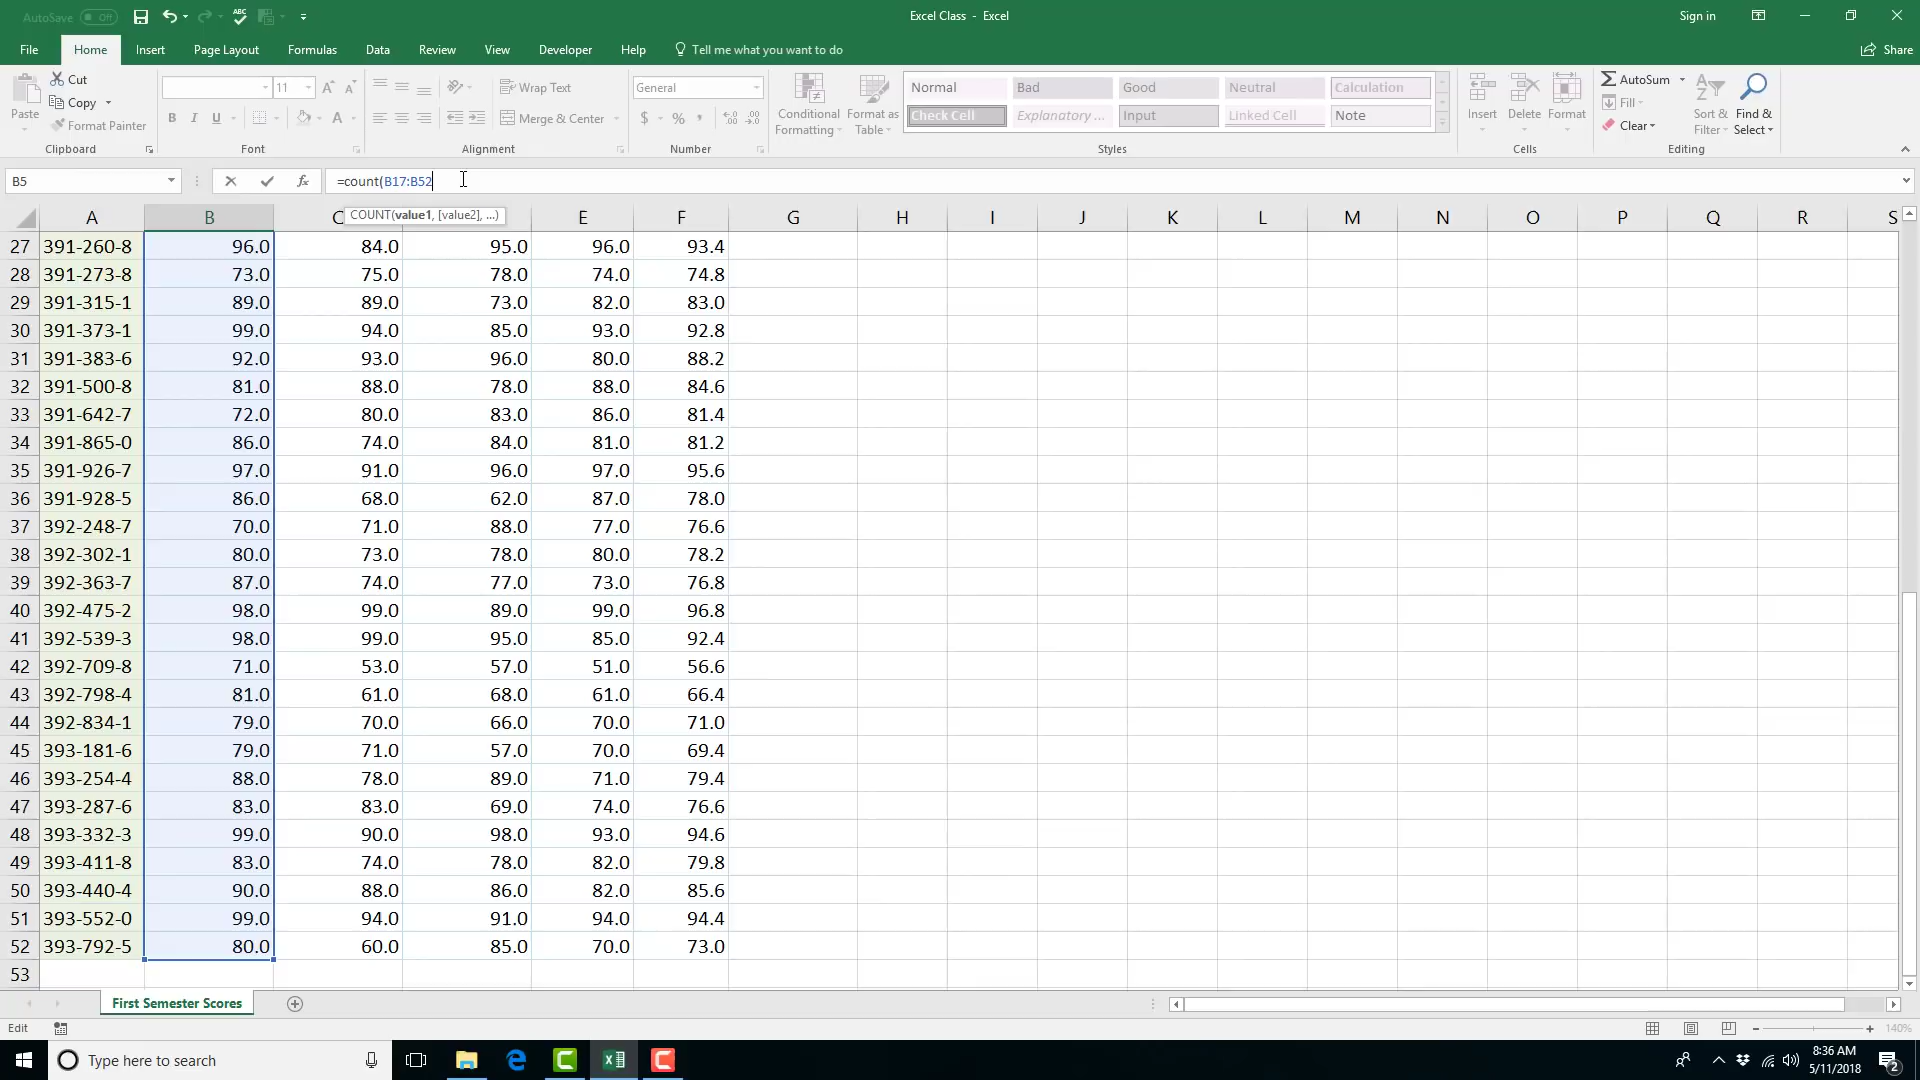 AutoSave Off
Excel Class - Excel
Sign in
File Home Insert Page Layout Formulas Data Review View Developer Help Tell me what you want to do Share
Paste Cut Copy Format Painter
11
B I U A
Wrap Text
Merge & Center
General
$ % ,
Conditional Formatting Format as Table
Normal Bad Good Neutral Calculation
Check Cell Explanatory ... Input Linked Cell Note
Insert Delete Format
AutoSum Fill Clear
Sort & Filter Find & Select
Clipboard Font Alignment Number Styles Cells Editing
B5 fx =count(B17:B52
COUNT(value1, [value2], ...)
A B C E F G H I J K L M N O P Q R S
27 391-260-8 96.0 84.0 95.0 96.0 93.4
28 391-273-8 73.0 75.0 78.0 74.0 74.8
29 391-315-1 89.0 89.0 73.0 82.0 83.0
30 391-373-1 99.0 94.0 85.0 93.0 92.8
31 391-383-6 92.0 93.0 96.0 80.0 88.2
32 391-500-8 81.0 88.0 78.0 88.0 84.6
33 391-642-7 72.0 80.0 83.0 86.0 81.4
34 391-865-0 86.0 74.0 84.0 81.0 81.2
35 391-926-7 97.0 91.0 96.0 97.0 95.6
36 391-928-5 86.0 68.0 62.0 87.0 78.0
37 392-248-7 70.0 71.0 88.0 77.0 76.6
38 392-302-1 80.0 73.0 78.0 80.0 78.2
39 392-363-7 87.0 74.0 77.0 73.0 76.8
40 392-475-2 98.0 99.0 89.0 99.0 96.8
41 392-539-3 98.0 99.0 95.0 85.0 92.4
42 392-709-8 71.0 53.0 57.0 51.0 56.6
43 392-798-4 81.0 61.0 68.0 61.0 66.4
44 392-834-1 79.0 70.0 66.0 70.0 71.0
45 393-181-6 79.0 71.0 57.0 70.0 69.4
46 393-254-4 88.0 78.0 89.0 71.0 79.4
47 393-287-6 83.0 83.0 69.0 74.0 76.6
48 393-332-3 99.0 90.0 98.0 93.0 94.6
49 393-411-8 83.0 74.0 78.0 82.0 79.8
50 393-440-4 90.0 88.0 86.0 82.0 85.6
51 393-552-0 99.0 94.0 91.0 94.0 94.4
52 393-792-5 80.0 60.0 85.0 70.0 73.0
53
First Semester Scores
Edit
140%
Type here to search
8:36 AM
5/11/2018
2